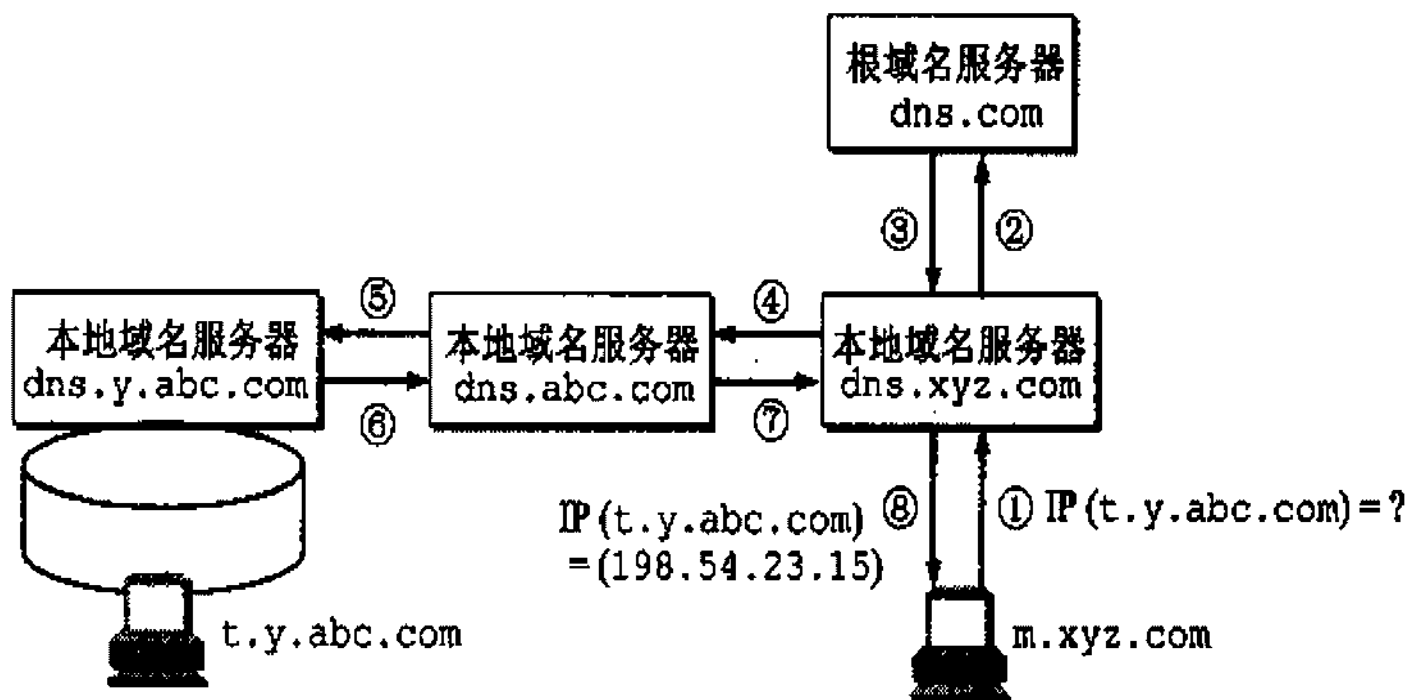 根域名服务器
dns.com
③
②
本地域名服务器
dns.y.abc.com
⑤
⑥
本地域名服务器
dns.abc.com
④
⑦
本地域名服务器
dns.xyz.com
IP(t.y.abc.com)
=(198.54.23.15)
⑧
① IP(t.y.abc.com)=?
t.y.abc.com
m.xyz.com